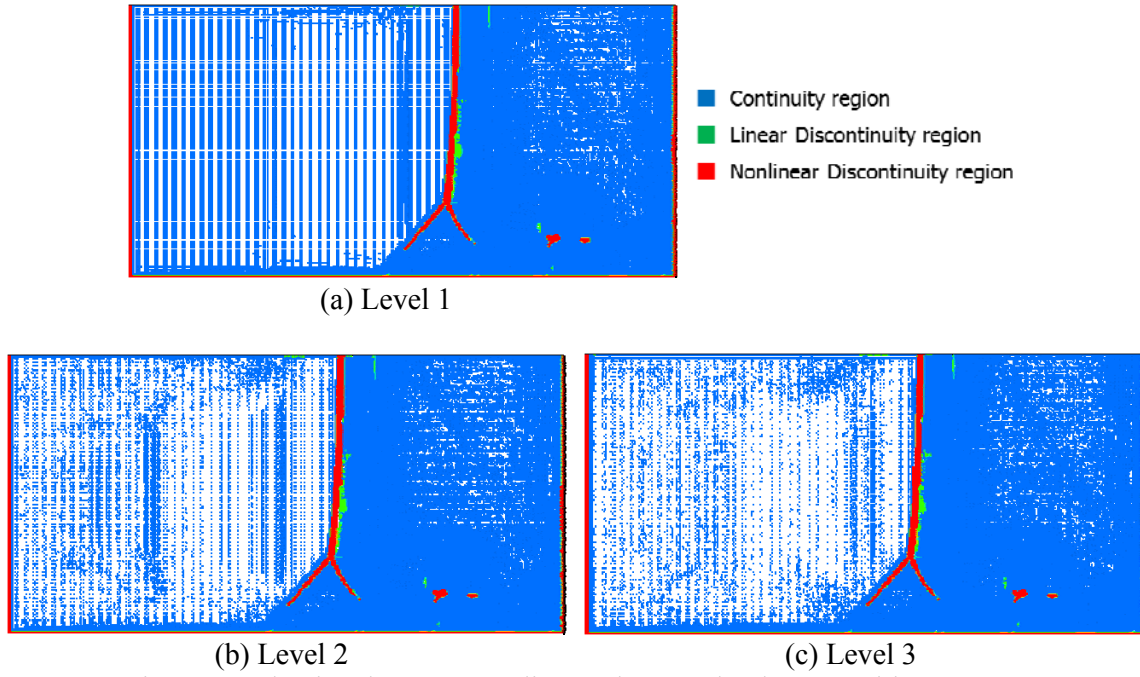 Continuity region
Linear Discontinuity region
Nonlinear Discontinuity region
(a) Level 1
(b) Level 2
(c) Level 3